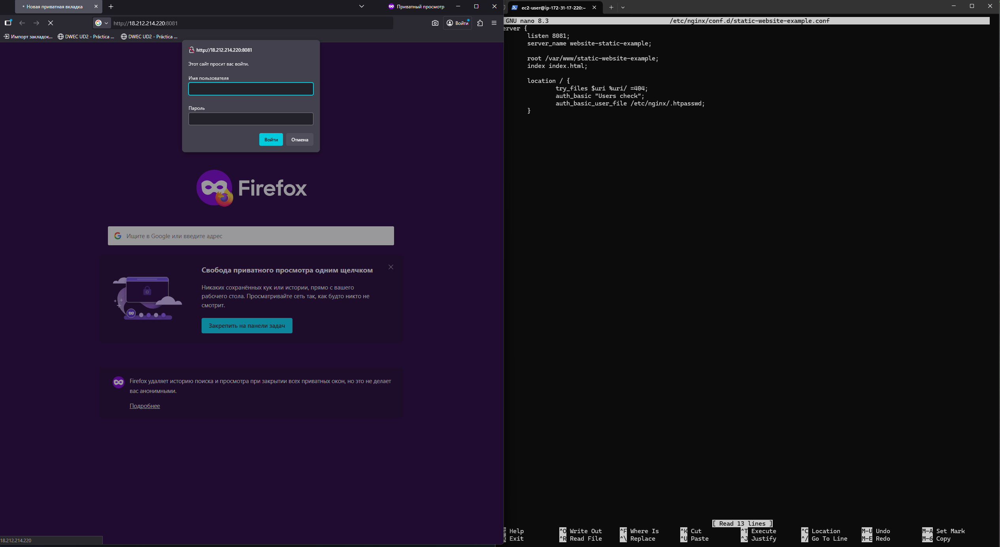 Новая приватная вкладка
Приватный просмотр
http://18.212.214.220:8081
Войти
Импорт закладок...
DWEC UD2 - Práctica ...
DWEC UD2 - Práctica ...
http://18.212.214.220:8081
Этот сайт просит вас войти.
Имя пользователя
Пароль
Войти
Отмена
Firefox
Ищите в Google или введите адрес
Свобода приватного просмотра одним щелчком
Никаких сохранённых кук или истории, прямо с вашего
рабочего стола. Просматривайте сеть так, как будто никто не
смотрит.
Закрепить на панели задач
Firefox удаляет историю поиска и просмотра при закрытии всех приватных окон, но это не делает
вас анонимными.
Подробнее
18.212.214.220
ec2-user@ip-172-31-17-220:~
GNU nano 8.3 /etc/nginx/conf.d/static-website-example.conf
erver {
listen 8081;
server_name website-static-example;
root /var/www/static-website-example;
index index.html;
location / {
try_files $uri %uri/ =404;
auth_basic "Users check";
auth_basic_user_file /etc/nginx/.htpasswd;
}
[ Read 13 lines ]
G Help ^O Write Out ^F Where Is ^K Cut ^T Execute ^C Location M-U Undo M-A Set Mark
X Exit ^R Read File ^\ Replace ^U Paste ^J Justify ^/ Go To Line M-E Redo M-6 Copy